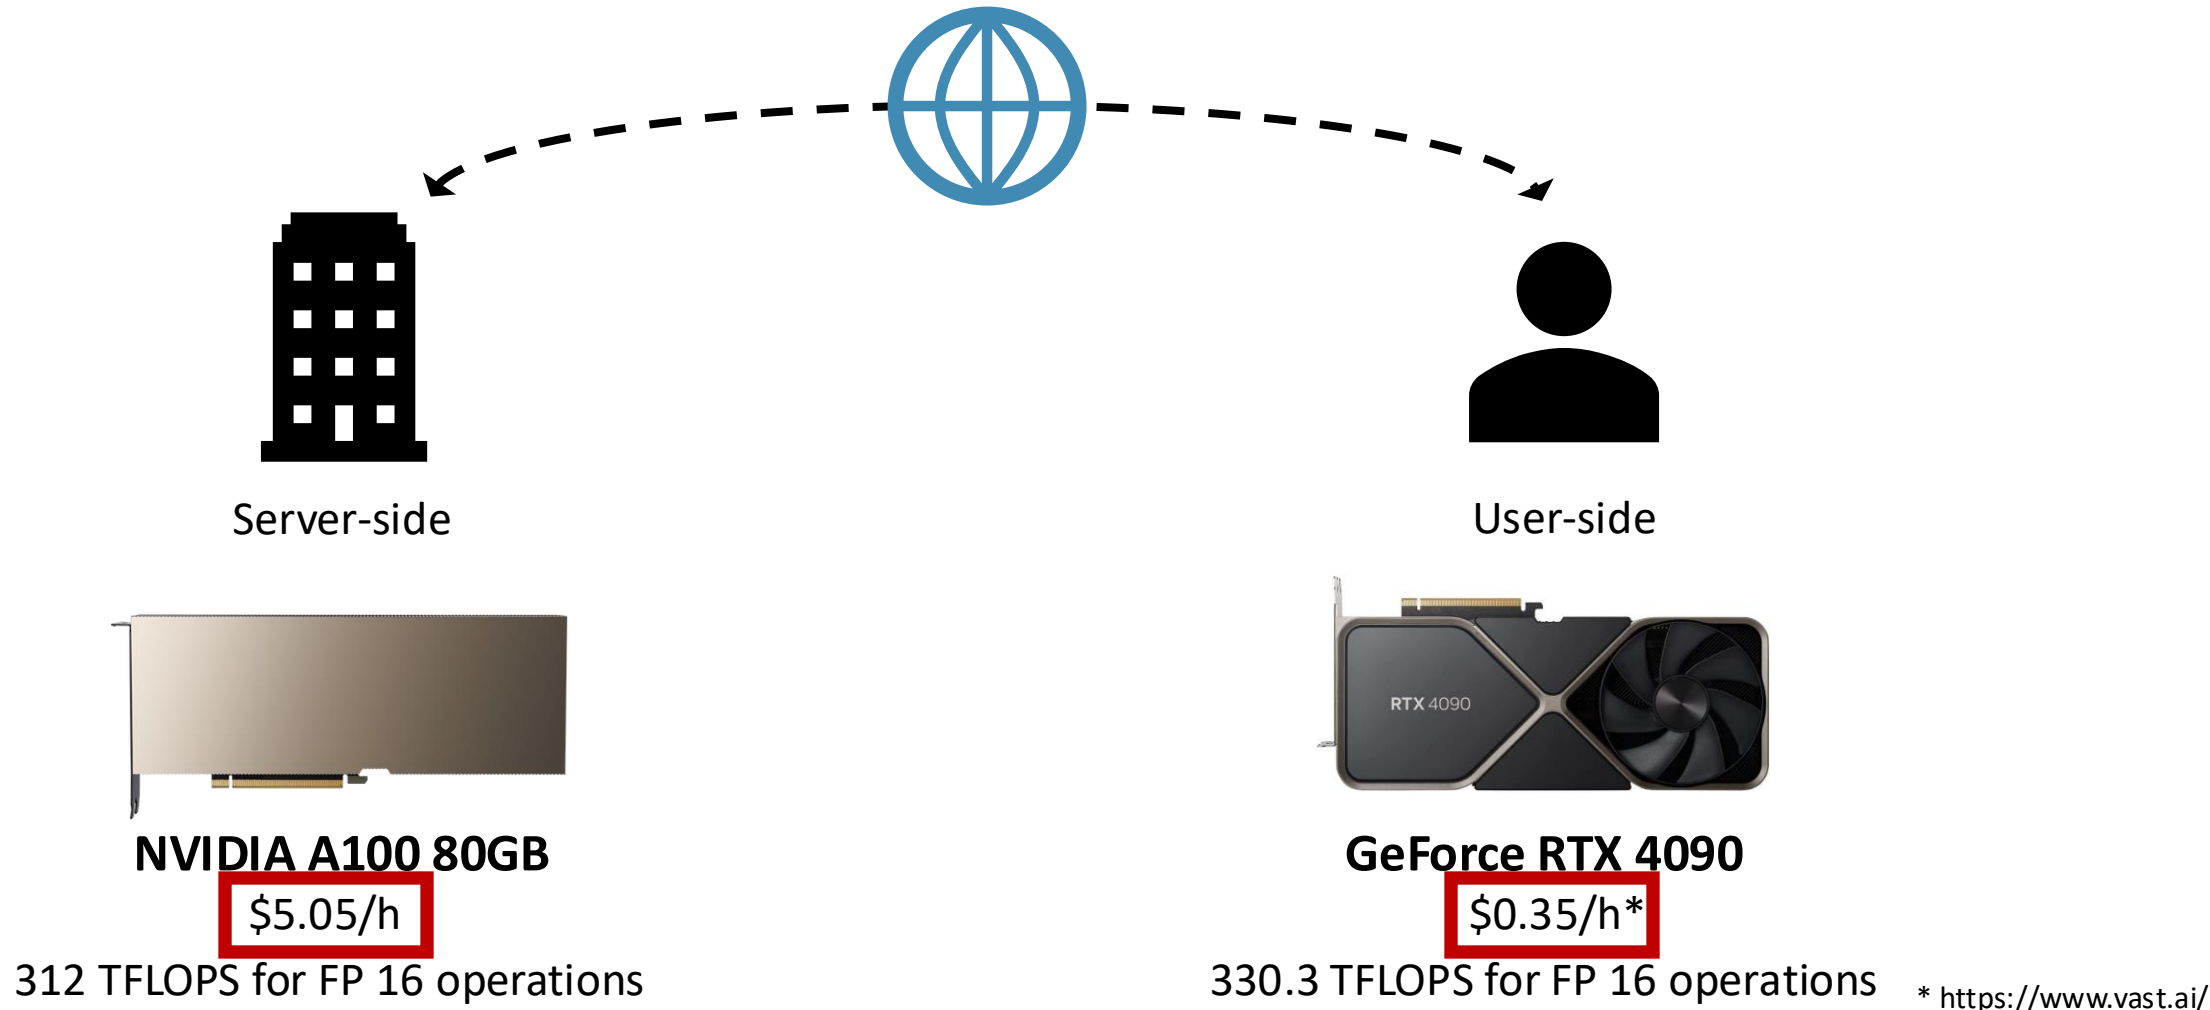 Server-side
User-side
RTX 4090
NVIDIA A100 80GB
GeForce RTX 4090
$5.05/h
$0.35/h*
312 TFLOPS for FP 16 operations
330.3 TFLOPS for FP 16 operations
* https://www.vast.ai/